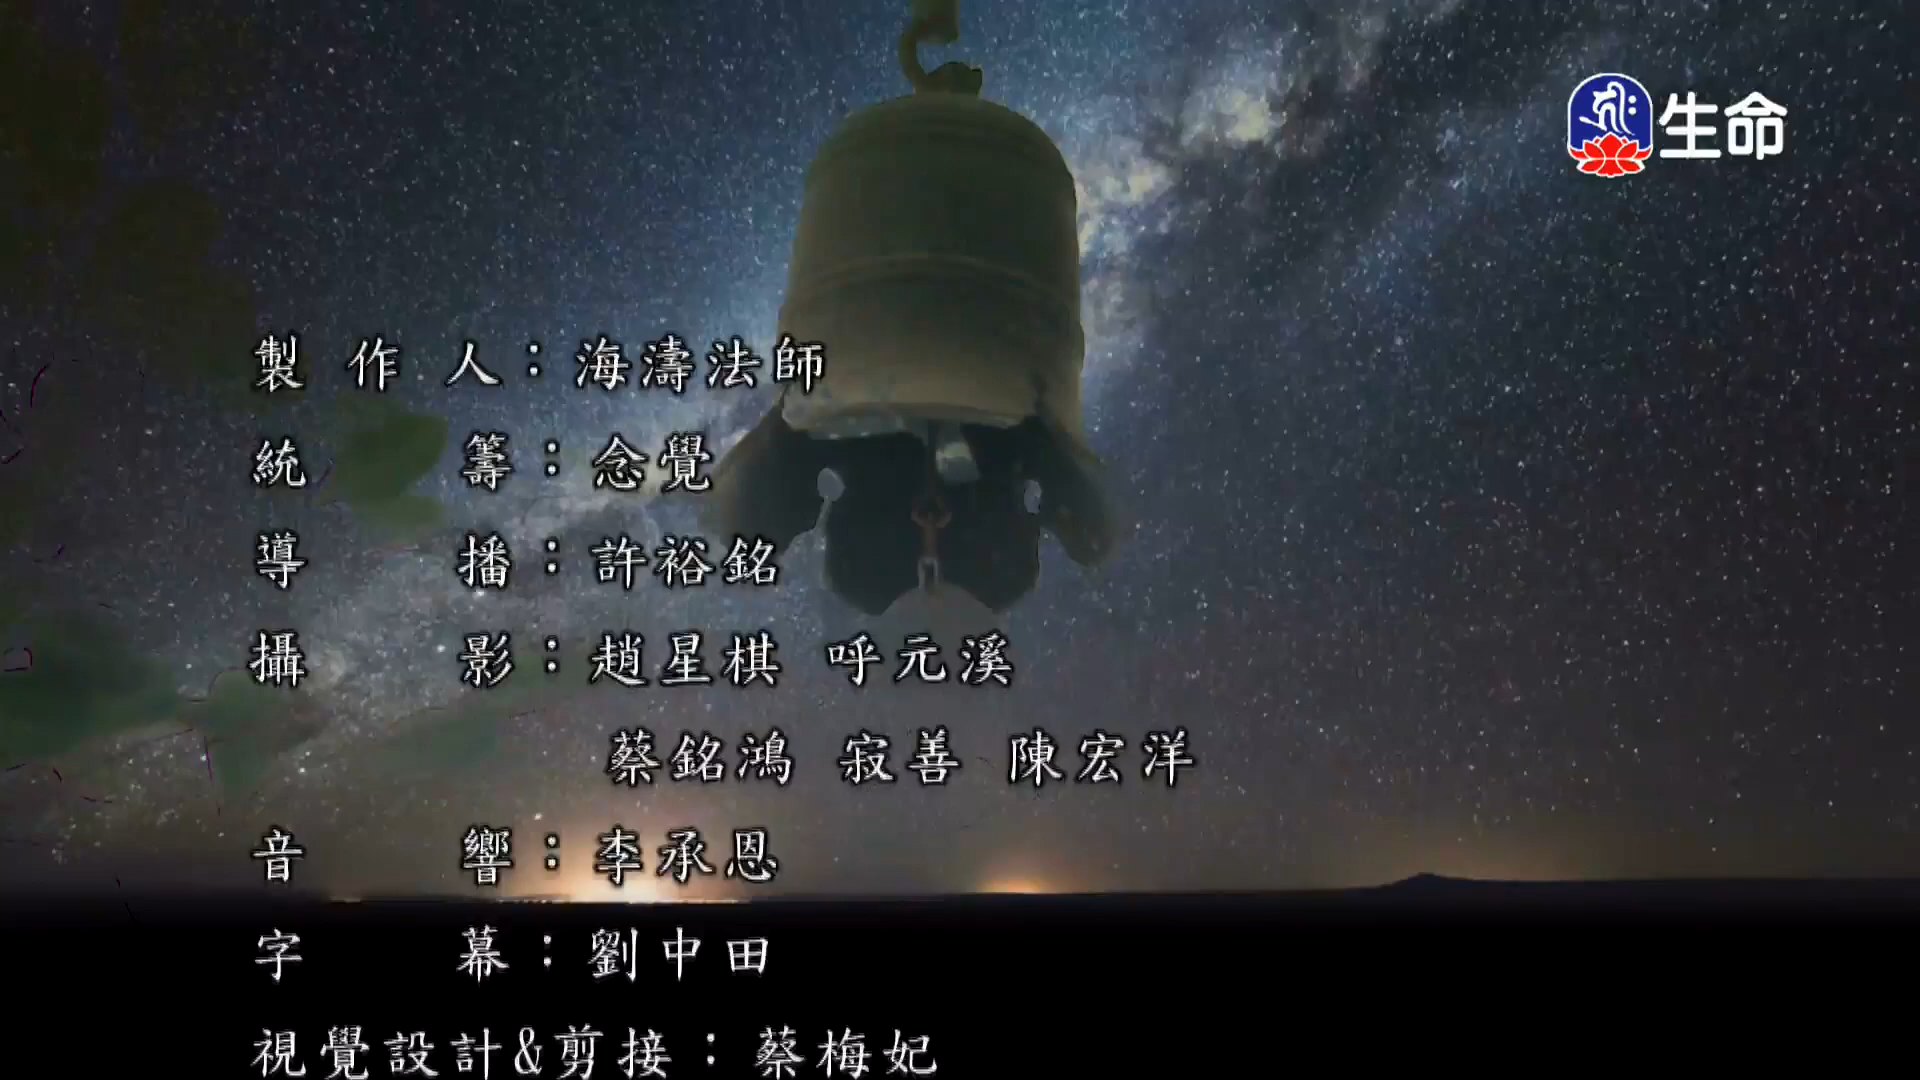 生命
製作人：海濤法師
統籌：念覺
導播：許裕銘
攝影：趙星棋 呼元溪
蔡銘鴻 寂善 陳宏洋
音響：李承恩
字幕：劉中田
視覺設計&剪接：蔡梅妃